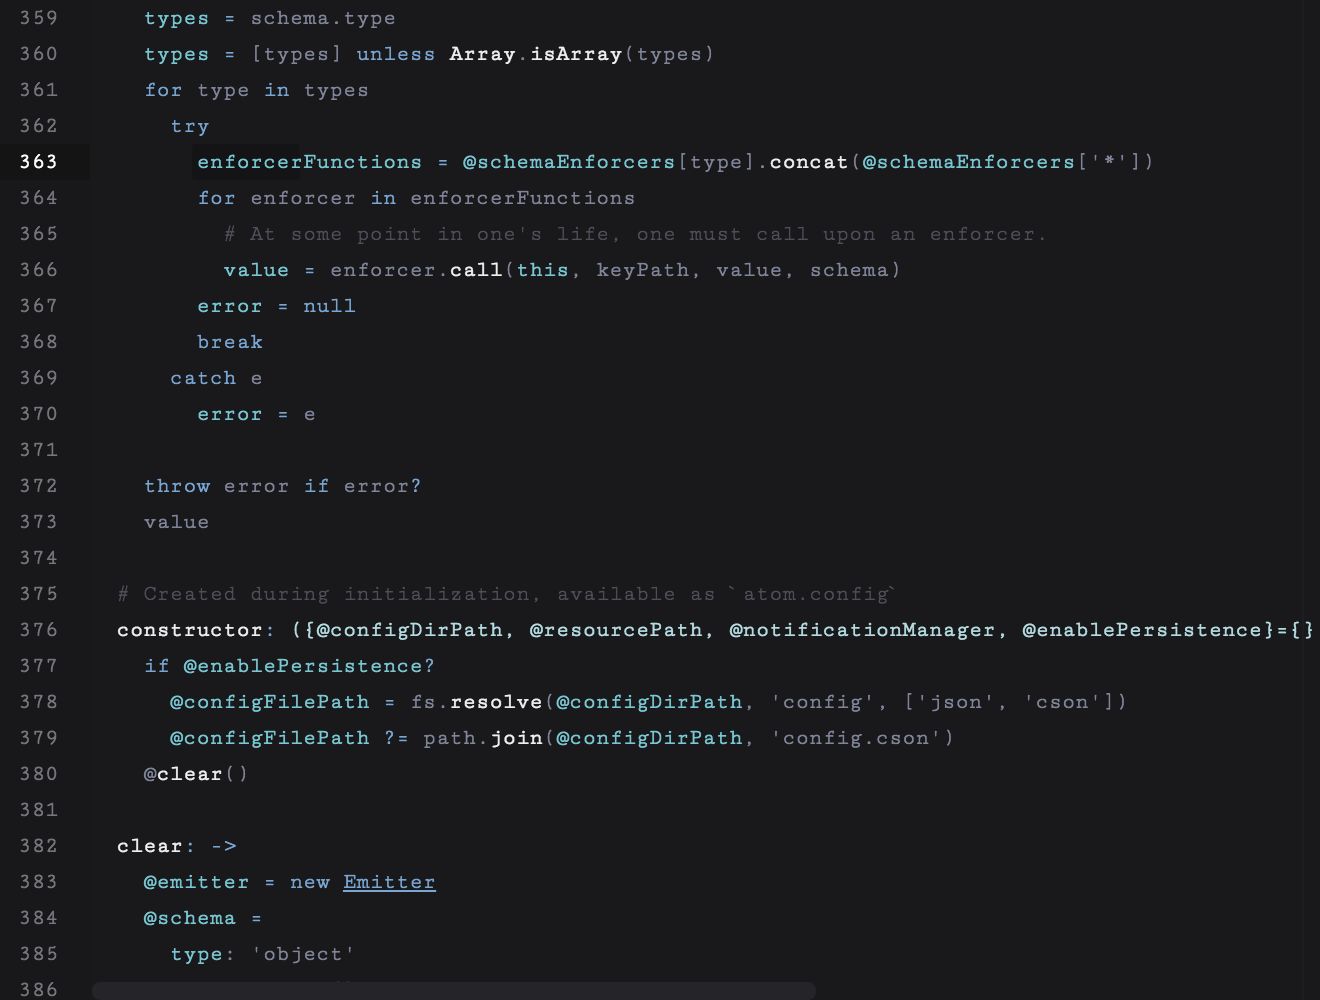 359 types = schema.type
360 types = [types] unless Array.isArray(types)
361 for type in types
362 try
363 enforcerFunctions = @schemaEnforcers[type].concat(@schemaEnforcers['*'])
364 for enforcer in enforcerFunctions
365 # At some point in one's life, one must call upon an enforcer.
366 value = enforcer.call(this, keyPath, value, schema)
367 error = null
368 break
369 catch e
370 error = e
371
372 throw error if error?
373 value
374
375 # Created during initialization, available as `atom.config`
376 constructor: ({@configDirPath, @resourcePath, @notificationManager, @enablePersistence}={}
377 if @enablePersistence?
378 @configFilePath = fs.resolve(@configDirPath, 'config', ['json', 'cson'])
379 @configFilePath ?= path.join(@configDirPath, 'config.cson')
380 @clear()
381
382 clear: ->
383 @emitter = new Emitter
384 @schema =
385 type: 'object'
386